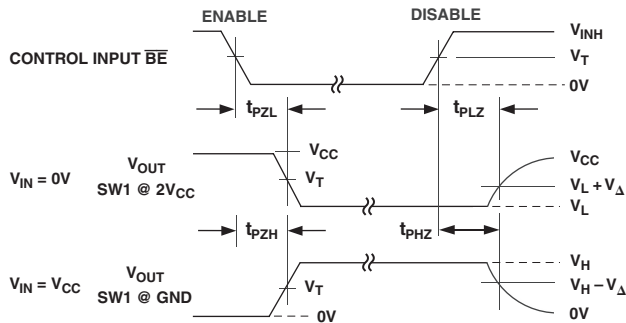 ENABLE DISABLE
V_INH
CONTROL INPUT B̅E̅ V_T
0V
t_PZL t_PLZ
V_OUT V_CC V_CC
V_IN = 0V SW1 @ 2V_CC V_T V_L + V_Δ
V_L
t_PZH t_PHZ
V_OUT V_H
V_IN = V_CC SW1 @ GND V_T V_H – V_Δ
0V 0V